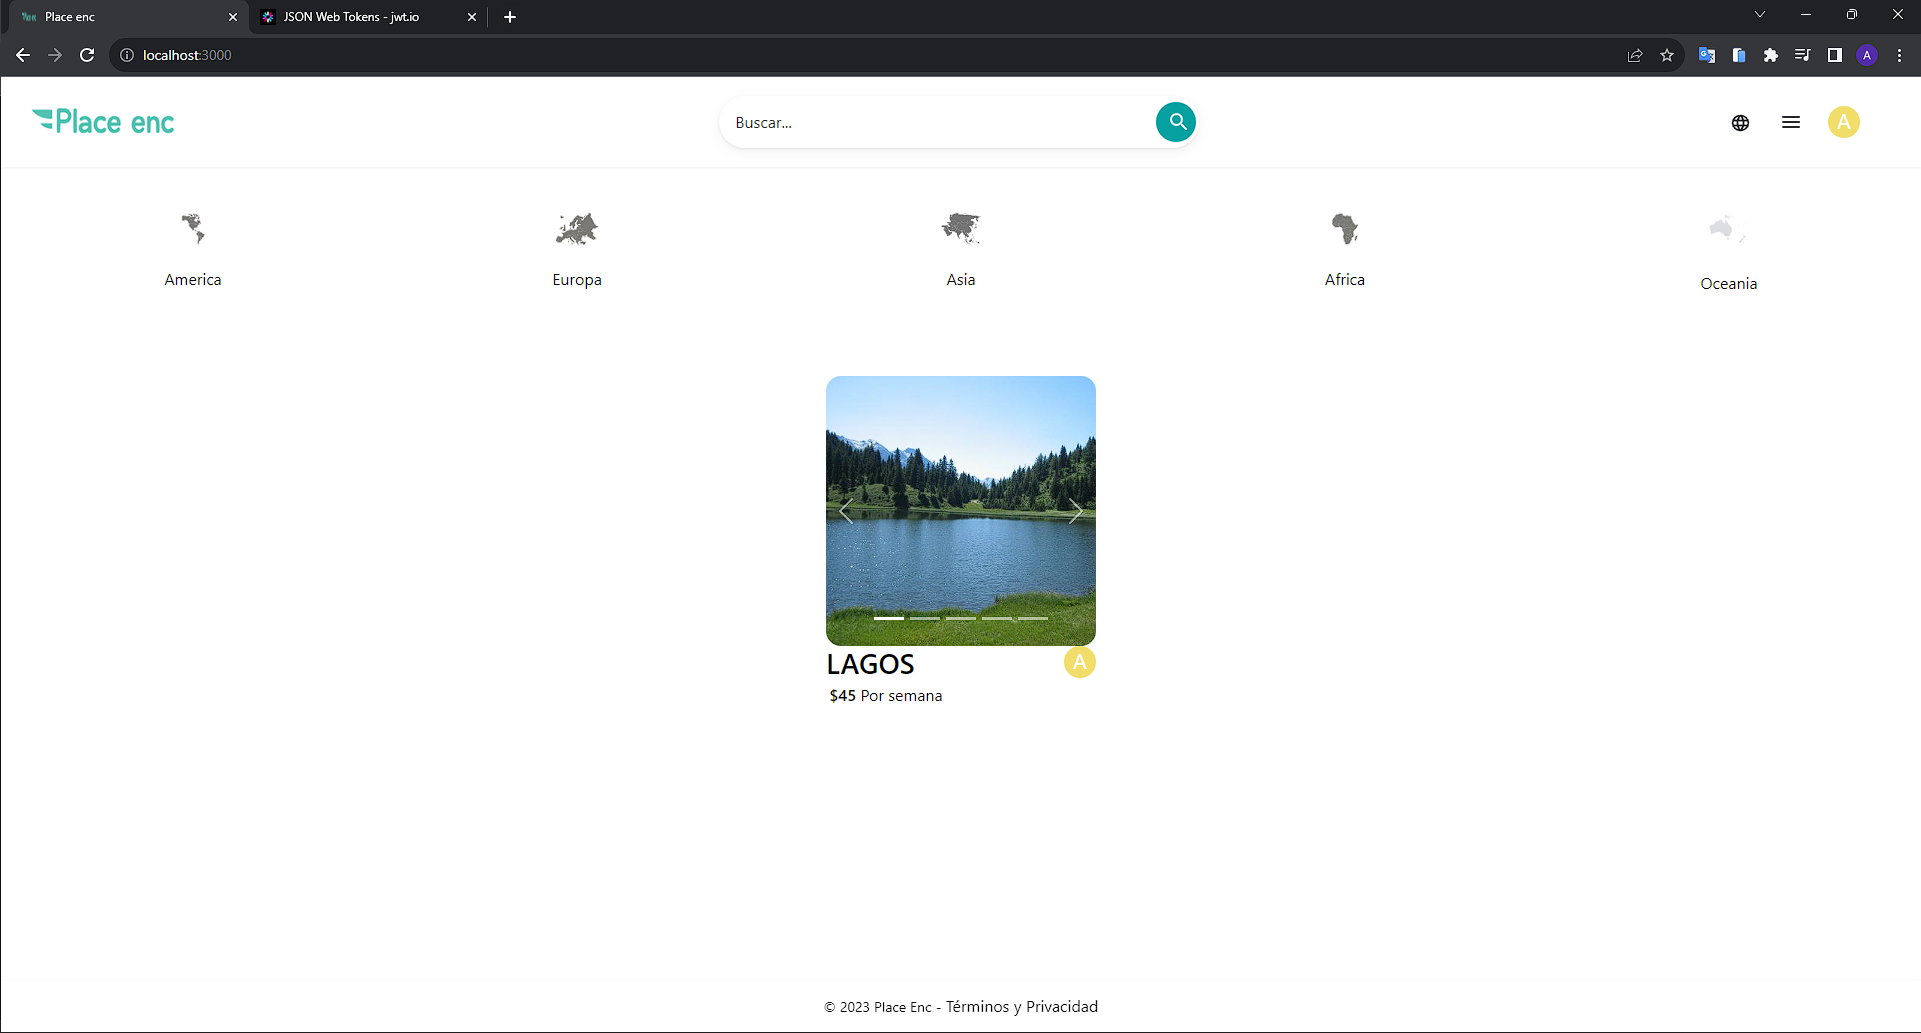 Place enc
JSON Web Tokens - jwt.io
localhost:3000
A
Place enc
Buscar...
A
America
Europa
Asia
Africa
Oceania
LAGOS
A
$45 Por semana
© 2023 Place Enc - Términos y Privacidad